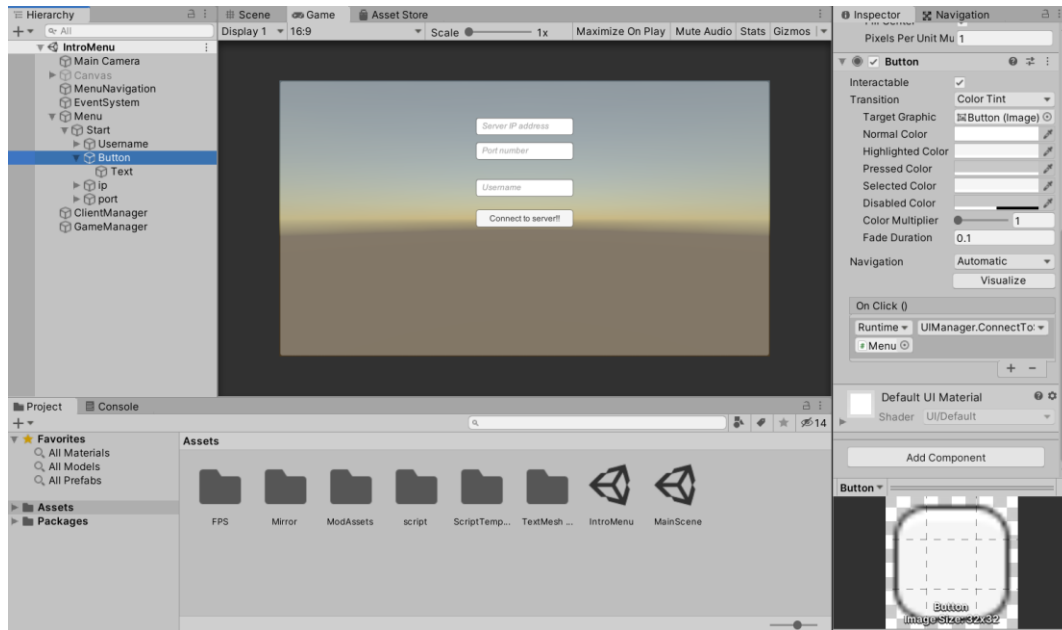 Hierarchy
All
IntroMenu
Main Camera
Canvas
MenuNavigation
EventSystem
Menu
Start
Username
Button
Text
ip
port
ClientManager
GameManager
Scene
Game
Asset Store
Display 1
16:9
Scale
1x
Maximize On Play
Mute Audio
Stats
Gizmos
Server IP address
Port number
Username
Connect to server!!
Inspector
Navigation
Pixels Per Unit Mu 1
Button
Interactable
Transition Color Tint
Target Graphic Button (Image)
Normal Color
Highlighted Color
Pressed Color
Selected Color
Disabled Color
Color Multiplier 1
Fade Duration 0.1
Navigation Automatic
Visualize
On Click ()
Runtime UIManager.ConnectTo
Menu
+ −
Default UI Material
Shader UI/Default
Add Component
Button
Button
Image Size: 32x32
Project
Console
14
Favorites
All Materials
All Models
All Prefabs
Assets
Packages
Assets
FPS
Mirror
ModAssets
script
ScriptTemp...
TextMesh ...
IntroMenu
MainScene